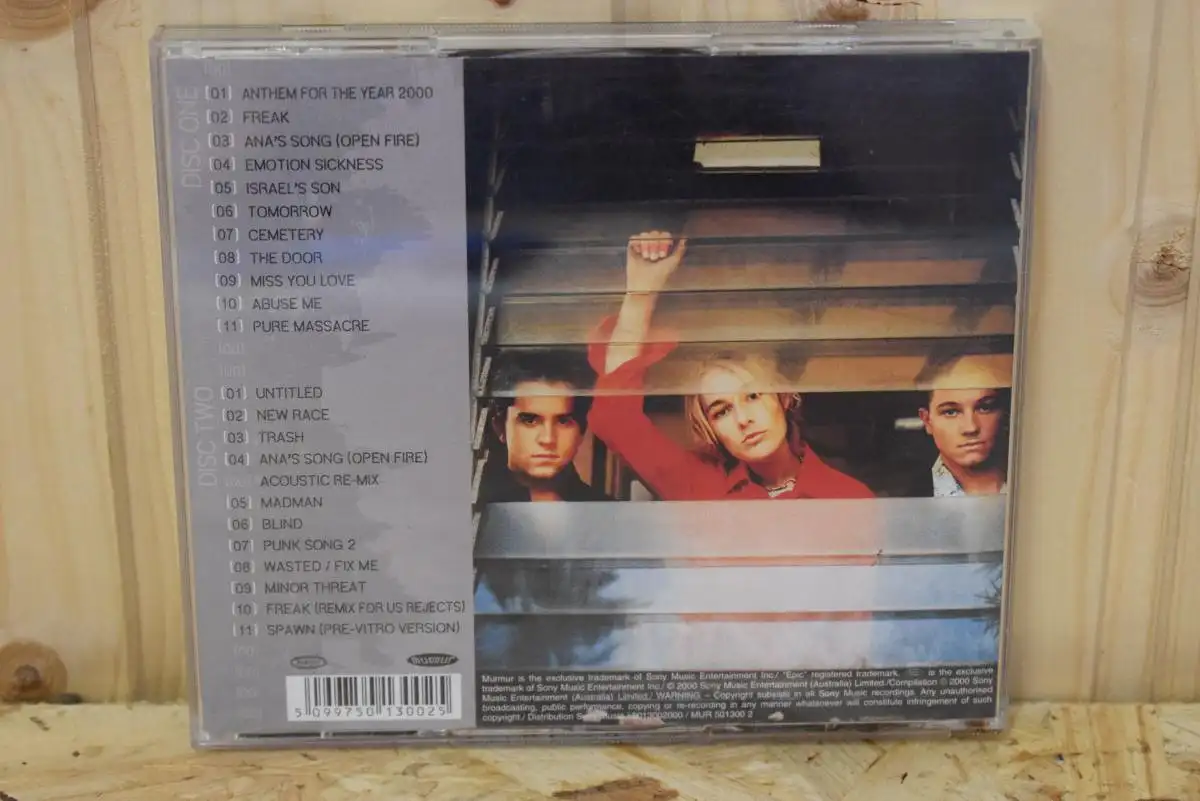 DISC ONE
[01] ANTHEM FOR THE YEAR 2000
[02] FREAK
[03] ANA'S SONG (OPEN FIRE)
[04] EMOTION SICKNESS
[05] ISRAEL'S SON
[06] TOMORROW
[07] CEMETERY
[08] THE DOOR
[09] MISS YOU LOVE
[10] ABUSE ME
[11] PURE MASSACRE
DISC TWO
[01] UNTITLED
[02] NEW RACE
[03] TRASH
[04] ANA'S SONG (OPEN FIRE)
ACOUSTIC RE-MIX
[05] MADMAN
[06] BLIND
[07] PUNK SONG 2
[08] WASTED / FIX ME
[09] MINOR THREAT
[10] FREAK (REMIX FOR US REJECTS)
[11] SPAWN (PRE-VITRO VERSION)
murmur
5 099750 130025
Murmur is the exclusive trademark of Sony Music Entertainment Inc./ "Epic" registered trademark. is the exclusive
trademark of Sony Music Entertainment Inc./ © 2000 Sony Music Entertainment (Australia) Limited./Compilation ℗ 2000 Sony
Music Entertainment (Australia) Limited./ WARNING – Copyright subsists in all Sony Music recordings. Any unauthorised
broadcasting, public performance, copying or re-recording in any manner whatsoever will constitute infringement of such
copyright./ Distribution 5013002000 / MUR 501300 2